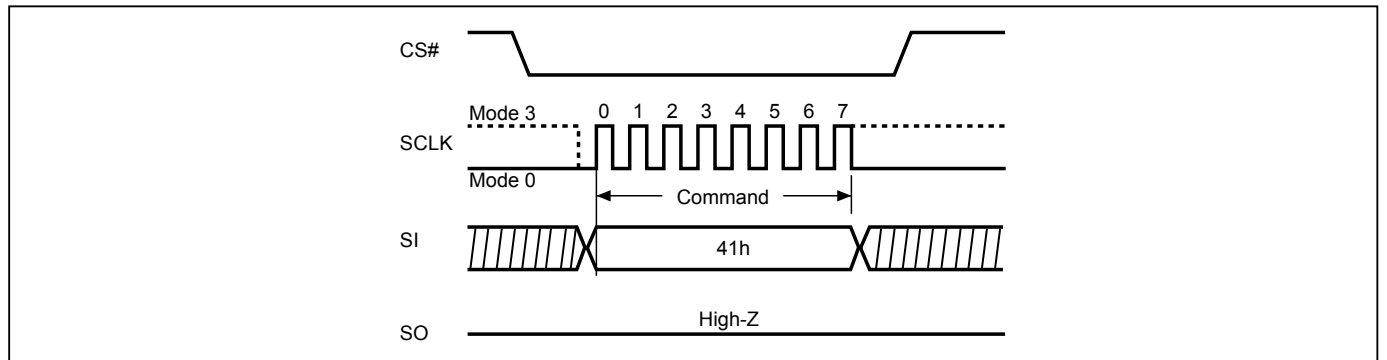 CS#
Mode 3 0 1 2 3 4 5 6 7
SCLK
Mode 0
Command
SI
41h
High-Z
SO